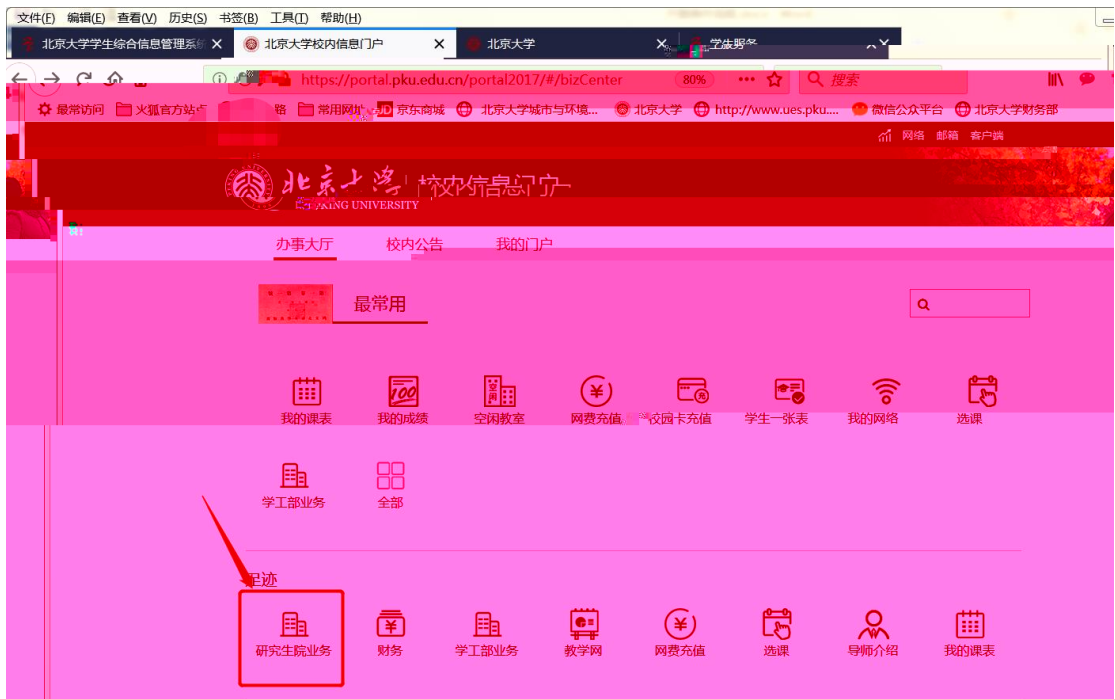 文件(F) 编辑(E) 查看(V) 历史(S) 书签(B) 工具(T) 帮助(H)
北京大学学生综合信息管理系统 北京大学校内信息门户 北京大学
https://portal.pku.edu.cn/portal2017/#/bizCenter 80% 搜索
最常访问 火狐官方站点 常用网址 JD 京东商城 北京大学城市与环境... 北京大学 http://www.ues.pku.... 微信公众平台 北京大学财务部
网络 邮箱 客户端
北京大学 校内信息门户
UNIVERSITY
办事大厅 校内公告 我的门户
最常用
我的课表 我的成绩 空闲教室 网费充值 校园卡充值 学生一张表 我的网络 选课
学工部业务 全部
足迹
研究生院业务 财务 学工部业务 教学网 网费充值 选课 导师介绍 我的课表